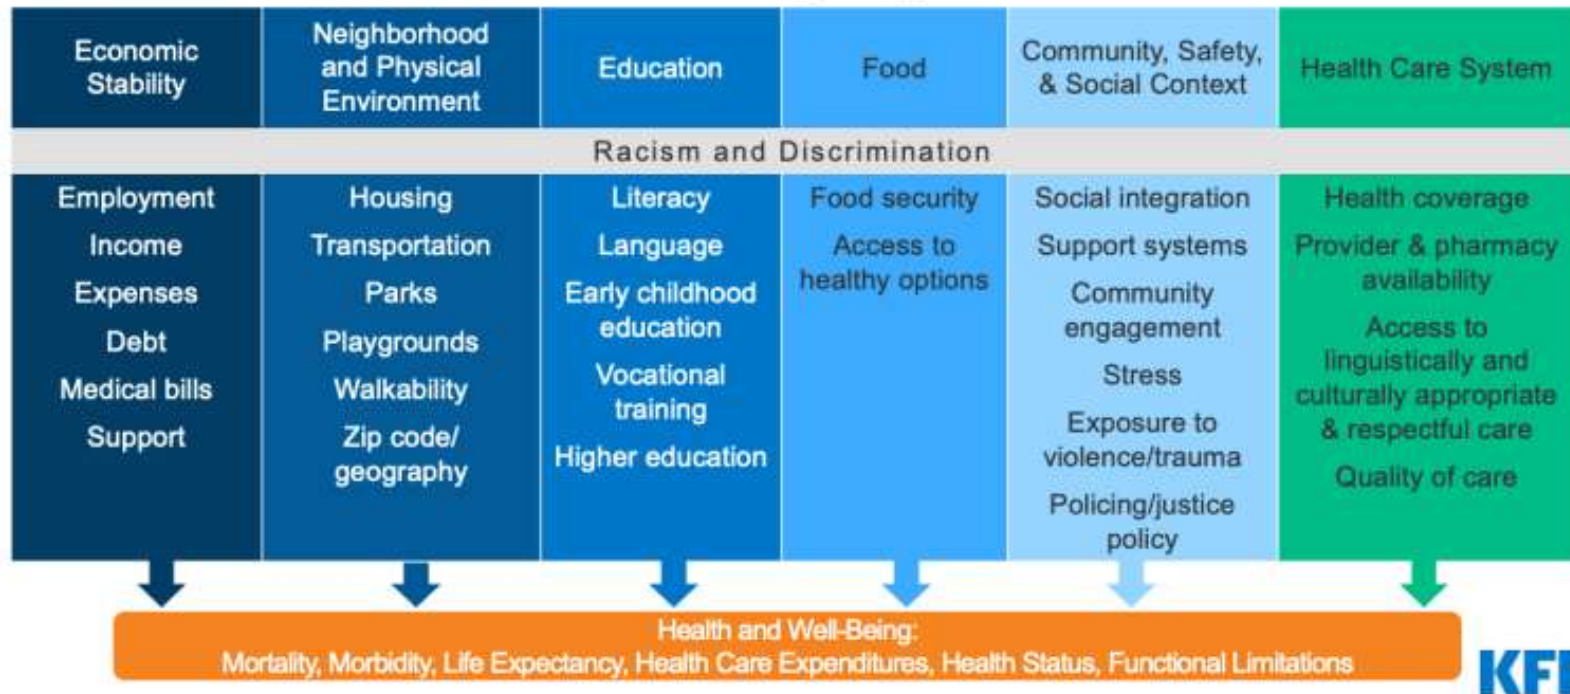 Economic
Stability
Neighborhood
and Physical
Environment
Education
Food
Community, Safety,
& Social Context
Health Care System
Racism and Discrimination
Employment
Income
Expenses
Debt
Medical bills
Support
Housing
Transportation
Parks
Playgrounds
Walkability
Zip code/
geography
Literacy
Language
Early childhood
education
Vocational
training
Higher education
Food security
Access to
healthy options
Social integration
Support systems
Community
engagement
Stress
Exposure to
violence/trauma
Policing/justice
policy
Health coverage
Provider & pharmacy
availability
Access to
linguistically and
culturally appropriate
& respectful care
Quality of care
Health and Well-Being:
Mortality, Morbidity, Life Expectancy, Health Care Expenditures, Health Status, Functional Limitations